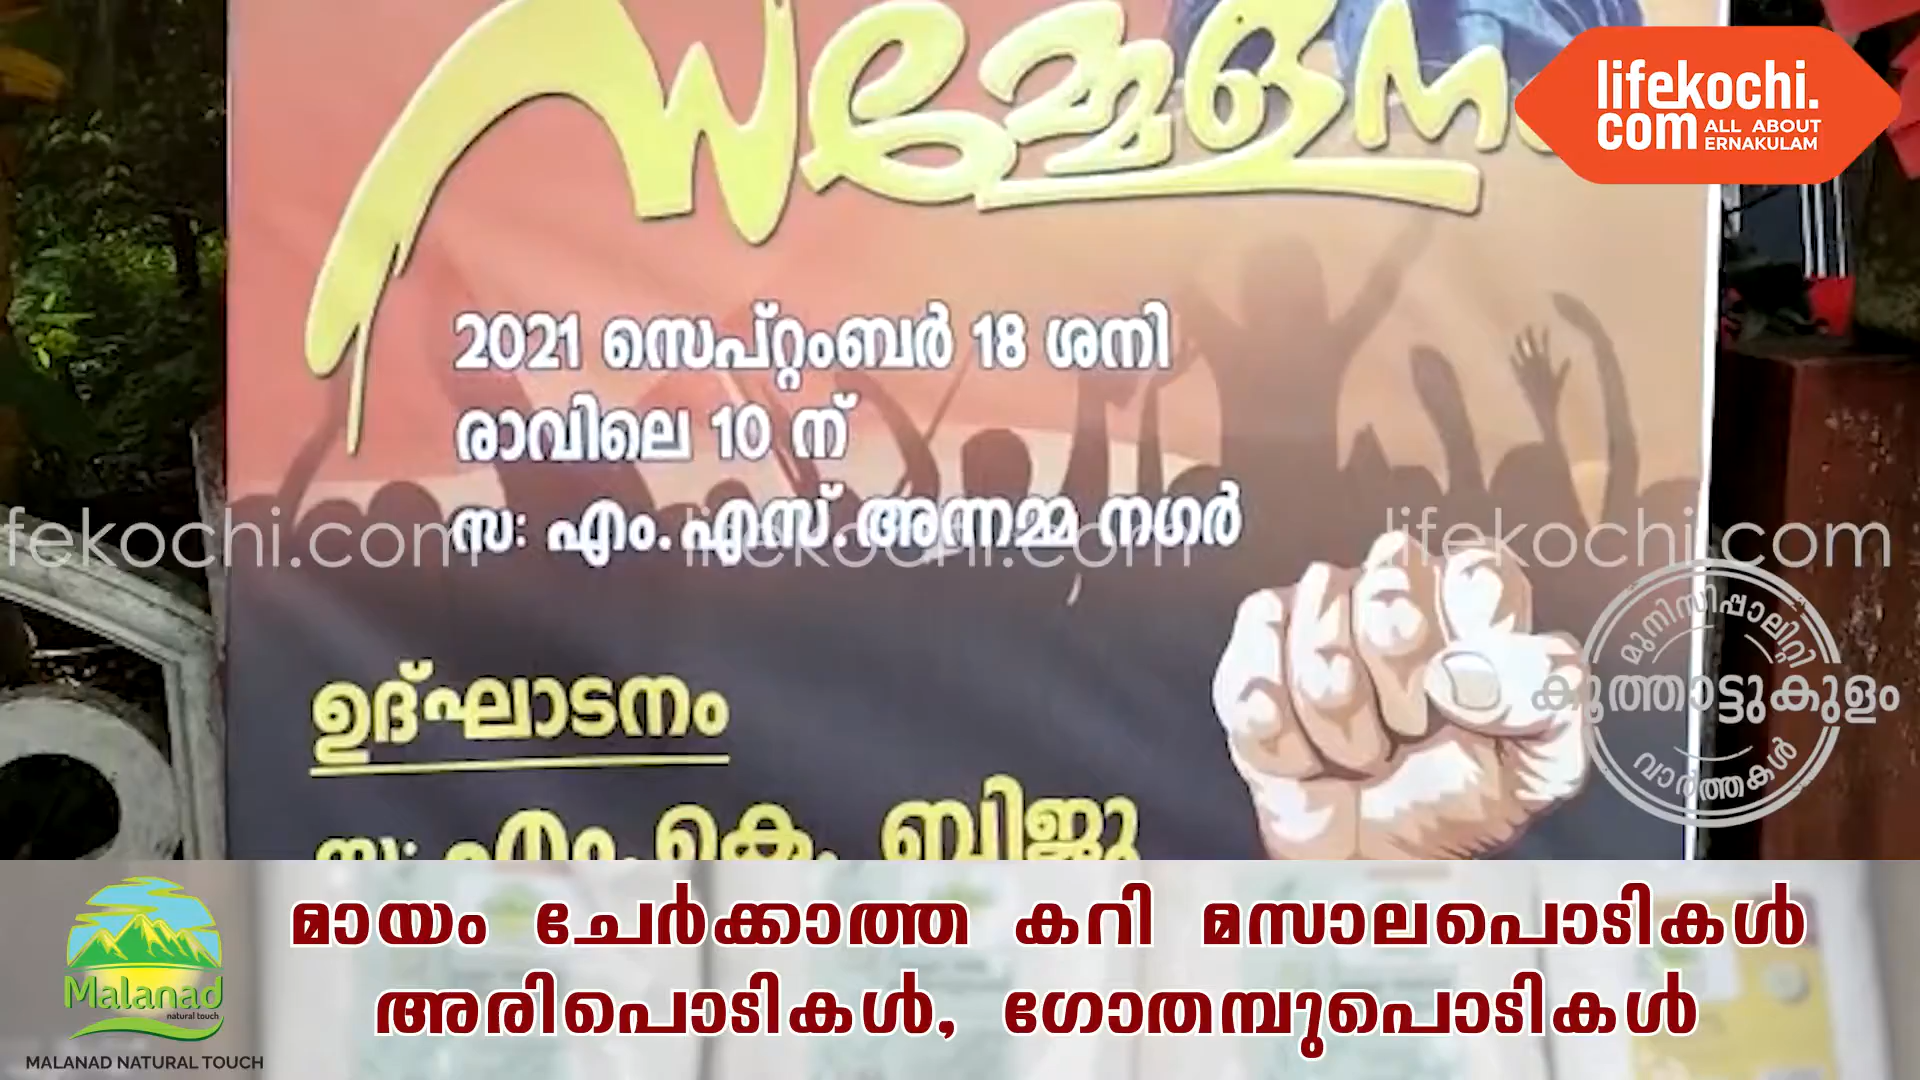 സമ്മേളനം
lifekochi.
com ALL ABOUT
ERNAKULAM
2021 സെപ്റ്റംബർ 18 ശനി
രാവിലെ 10 ന്
സ: എം.എസ്.അന്നമ്മ നഗർ
fekochi.com lifekochi.com lifekochi.com
മുനിസിപ്പാലിറ്റി
കൂത്താട്ടുകുളം
വാർത്തകൾ
ഉദ്ഘാടനം
സ: എം.കെ. ബിജു
മായം ചേർക്കാത്ത കറി മസാലപൊടികൾ
അരിപൊടികൾ, ഗോതമ്പുപൊടികൾ
Malanad
natural touch
MALANAD NATURAL TOUCH